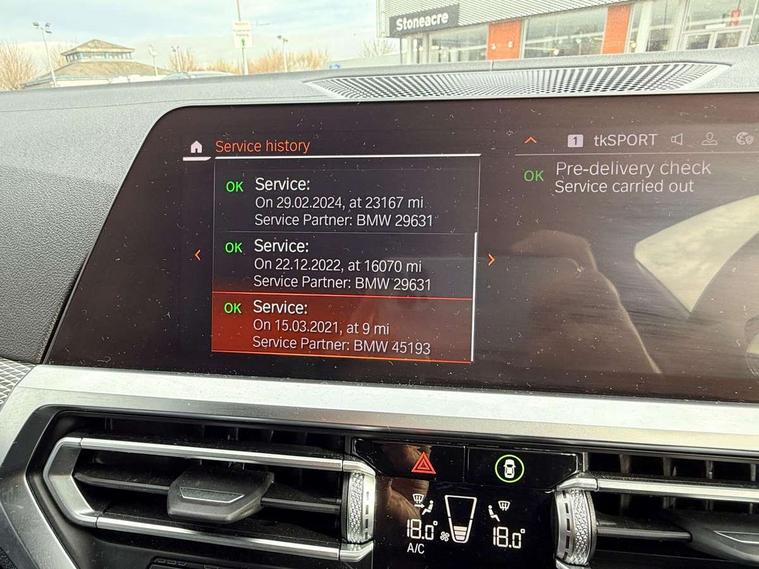 Stoneacre
Service history
1 tkSPORT
OK Service:
On 29.02.2024, at 23167 mi
Service Partner: BMW 29631
OK Service:
On 22.12.2022, at 16070 mi
Service Partner: BMW 29631
OK Service:
On 15.03.2021, at 9 mi
Service Partner: BMW 45193
OK Pre-delivery check
Service carried out
18.0°
A/C
18.0°